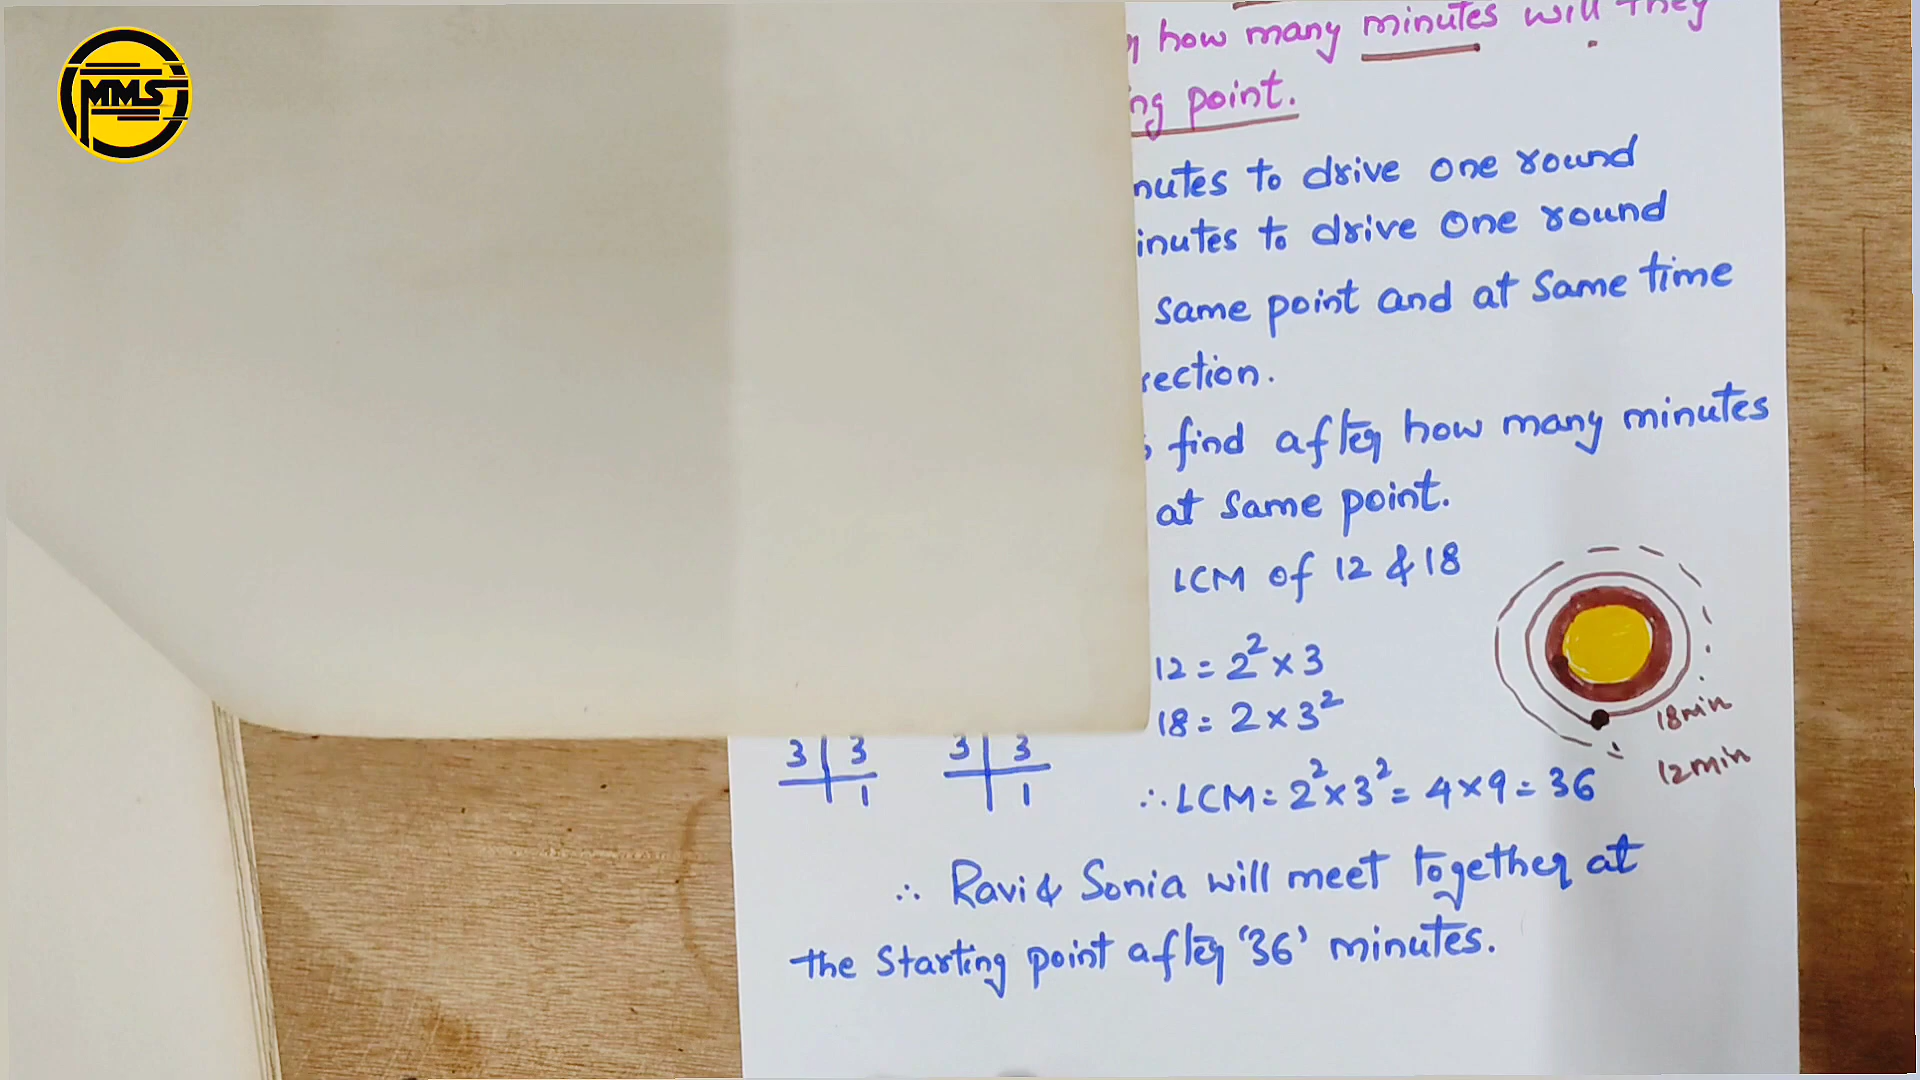 MMS
how many minutes will they
ng point.
nutes to drive one round
inutes to drive one round
same point and at same time
rection.
find after how many minutes
at same point.
LCM of 12 & 18
12 = 2² × 3
18 = 2 × 3²
18min
12min
3 | 3 3 | 3
1 1
∴ LCM = 2² × 3² = 4 × 9 = 36
∴ Ravi & Sonia will meet together at
the starting point after '36' minutes.